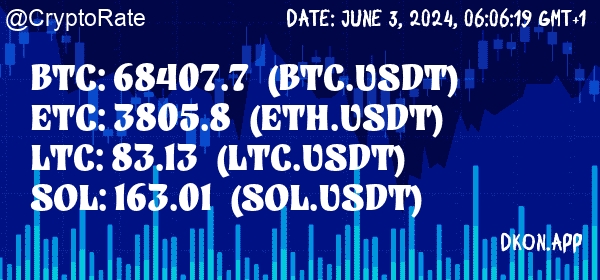 @CryptoRate
DATE: JUNE 3, 2024, 06:06:19 GMT+1
BTC: 68407.7 (BTC.USDT)
ETC: 3805.8 (ETH.USDT)
LTC: 83.13 (LTC.USDT)
SOL: 163.01 (SOL.USDT)
DKON.APP